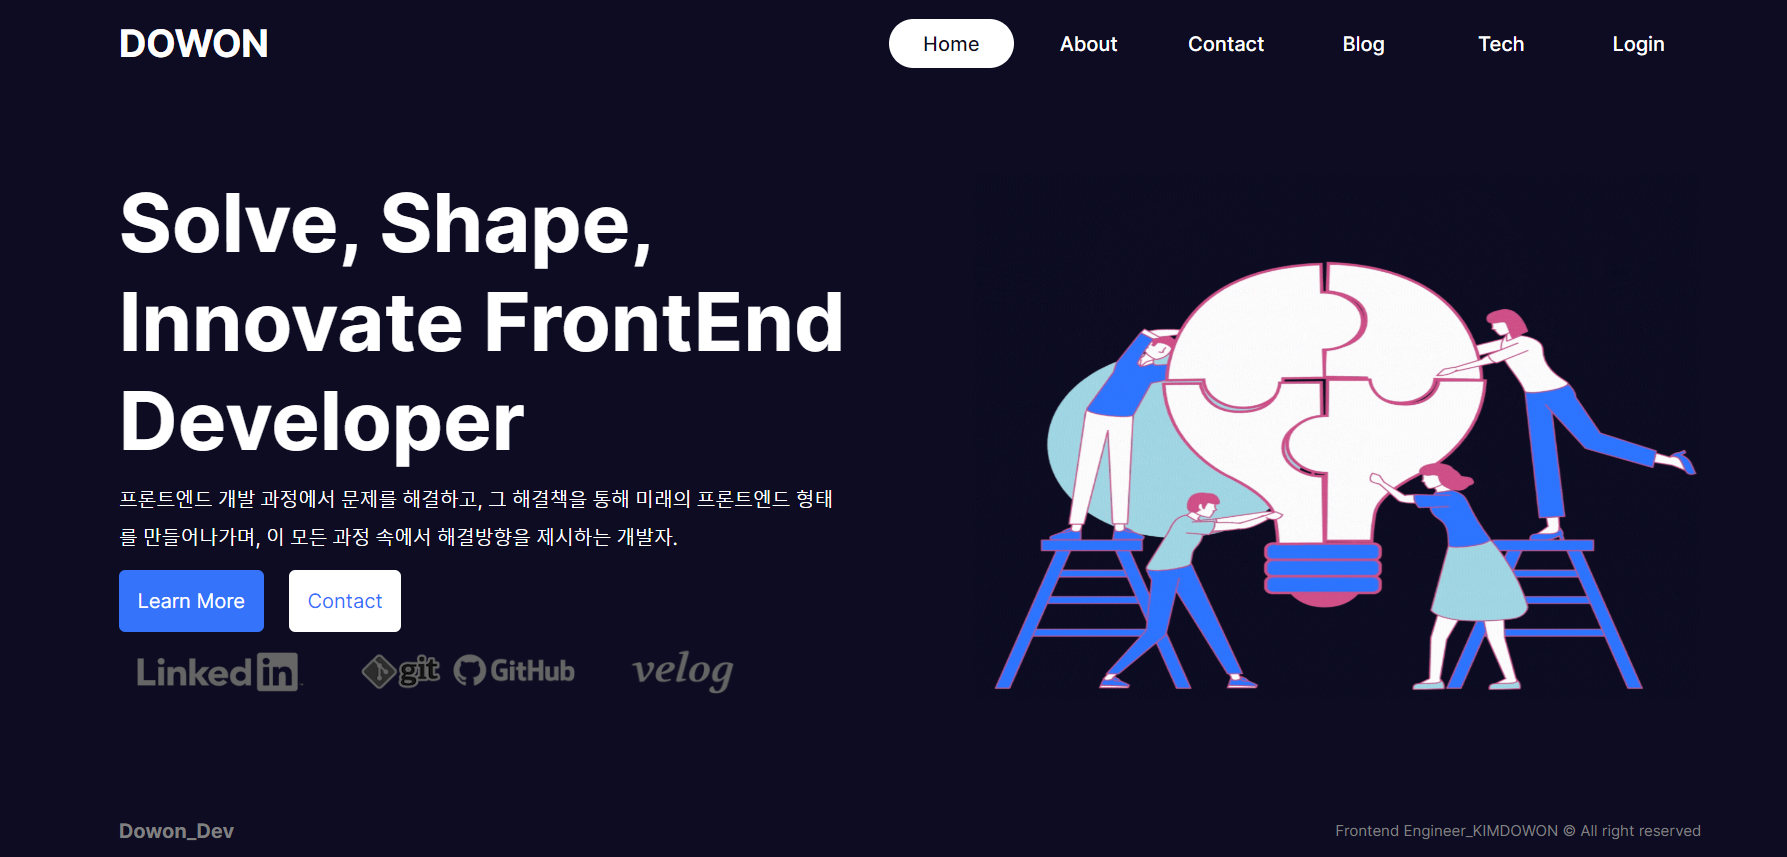 DOWON
Home
About
Contact
Blog
Tech
Login
Solve, Shape,
Innovate FrontEnd
Developer
프론트엔드 개발 과정에서 문제를 해결하고, 그 해결책을 통해 미래의 프론트엔드 형태
를 만들어나가며, 이 모든 과정 속에서 해결방향을 제시하는 개발자.
Learn More
Contact
Linked in
git GitHub
velog
Dowon_Dev
Frontend Engineer_KIMDOWON © All right reserved